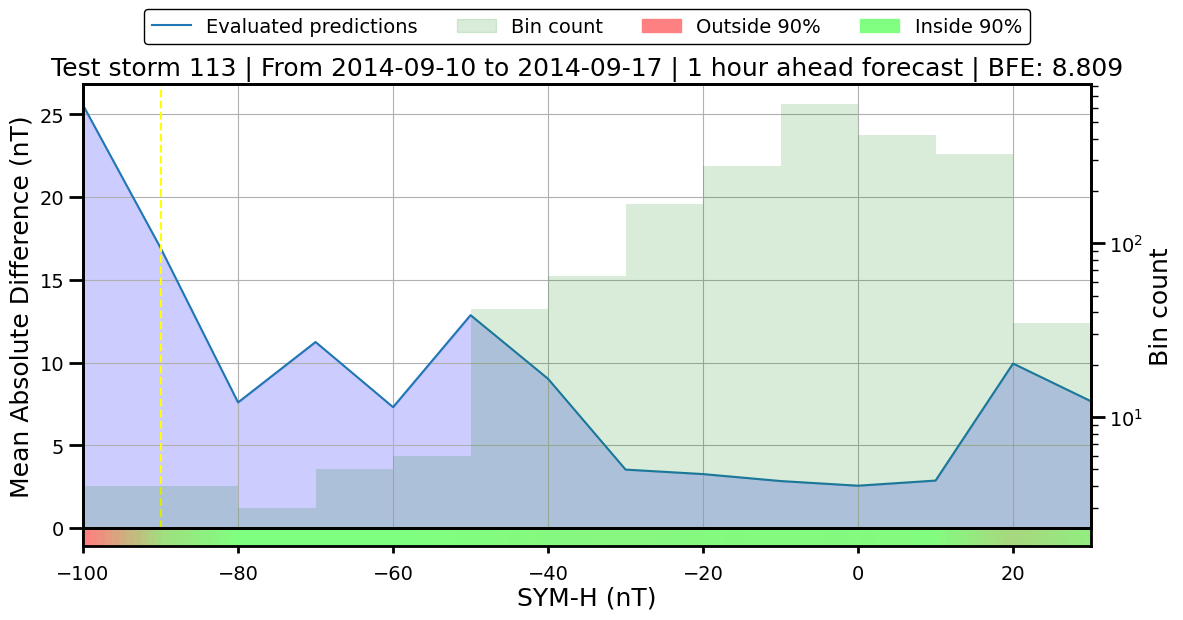 Evaluated predictions Bin count Outside 90% Inside 90%
Test storm 113 | From 2014-09-10 to 2014-09-17 | 1 hour ahead forecast | BFE: 8.809
Mean Absolute Difference (nT)
25
20
15
10
5
0
10²
10¹
Bin count
−100 −80 −60 −40 −20 0 20
SYM-H (nT)